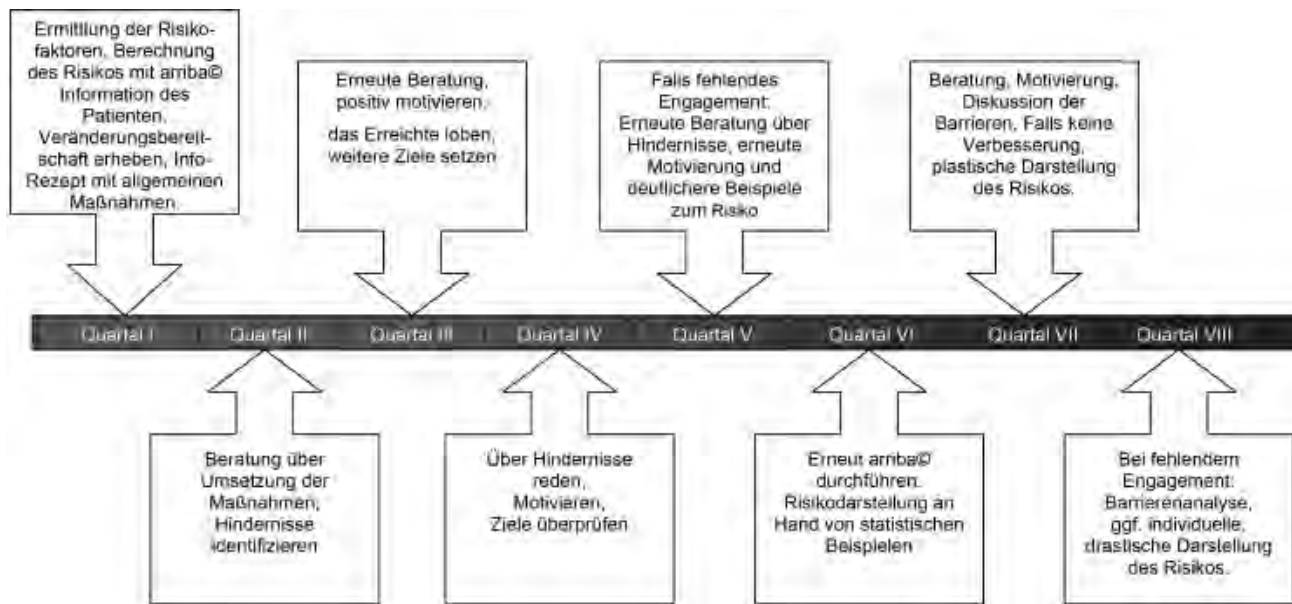 Ermittlung der Risiko-
faktoren, Berechnung
des Risikos mit arriba©
Information des
Patienten.
Veränderungsbereit-
schaft erheben, Info-
Rezept mit allgemeinen
Maßnahmen.
Erneute Beratung,
positiv motivieren,
das Erreichte loben,
weitere Ziele setzen
Falls fehlendes
Engagement:
Erneute Beratung über
Hindernisse, erneute
Motivierung und
deutlichere Beispiele
zum Risiko
Beratung, Motivierung,
Diskussion der
Barrieren, Falls keine
Verbesserung,
plastische Darstellung
des Risikos.
Quartal I Quartal II Quartal III Quartal IV Quartal V Quartal VI Quartal VII Quartal VIII
Beratung über
Umsetzung der
Maßnahmen,
Hindernisse
identifizieren
Über Hindernisse
reden,
Motivieren,
Ziele überprüfen
Erneut arriba©
durchführen.
Risikodarstellung an
Hand von statistischen
Beispielen
Bei fehlendem
Engagement:
Barrierenanalyse,
ggf. individuelle,
drastische Darstellung
des Risikos.